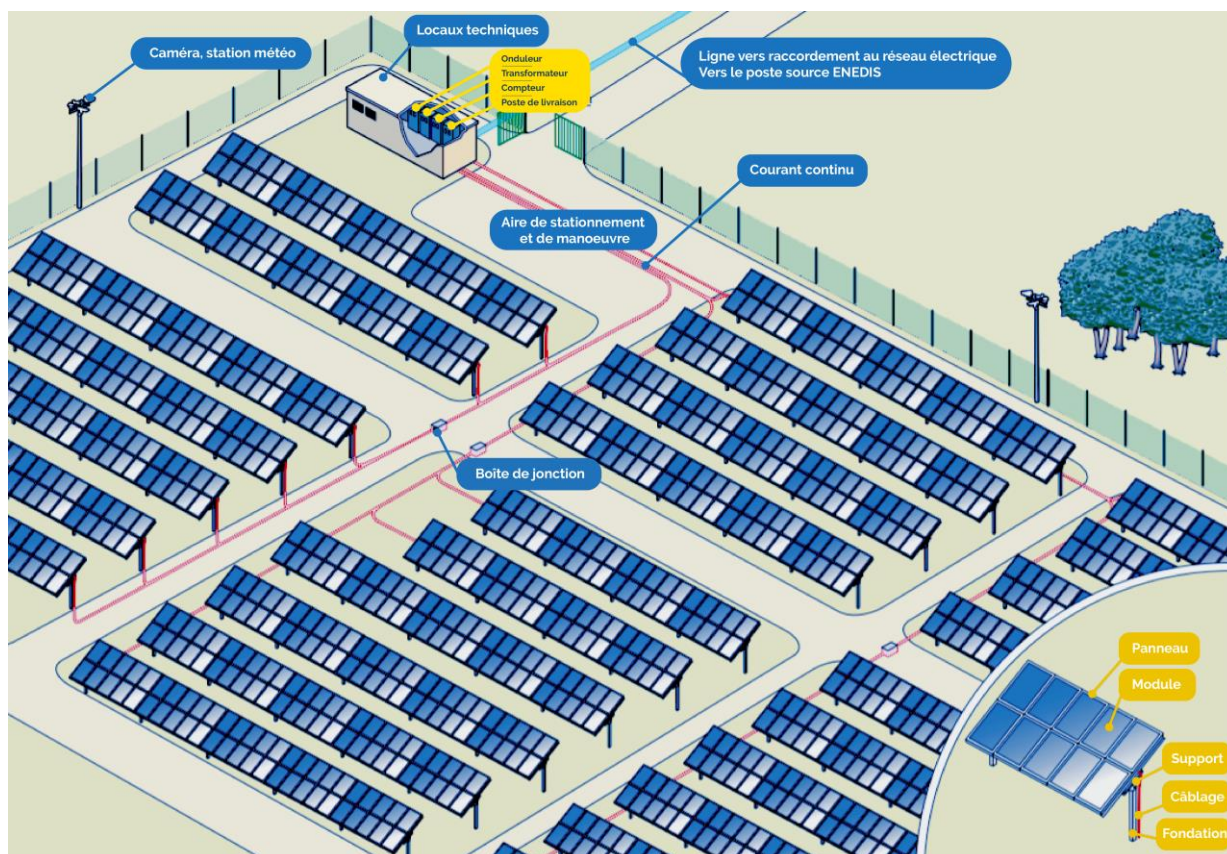 Caméra, station météo
Locaux techniques
Onduleur
Transformateur
Compteur
Poste de livraison
Ligne vers raccordement au réseau électrique
Vers le poste source ENEDIS
Courant continu
Aire de stationnement
et de manoeuvre
Boîte de jonction
Panneau
Module
Support
Câblage
Fondation